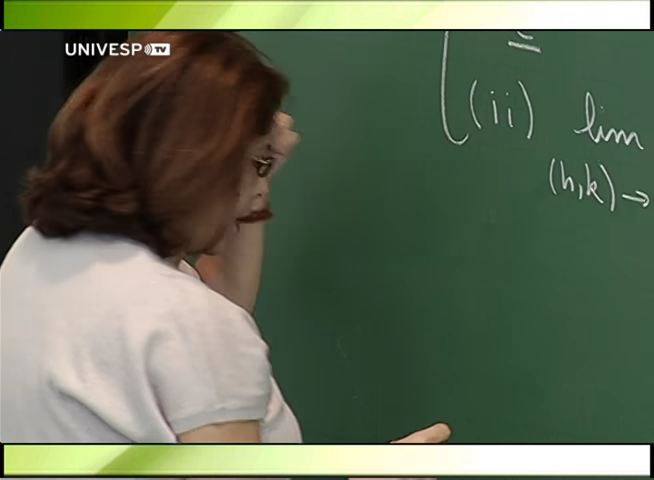 UNIVESP TV
(ii) lim
(h,k) →